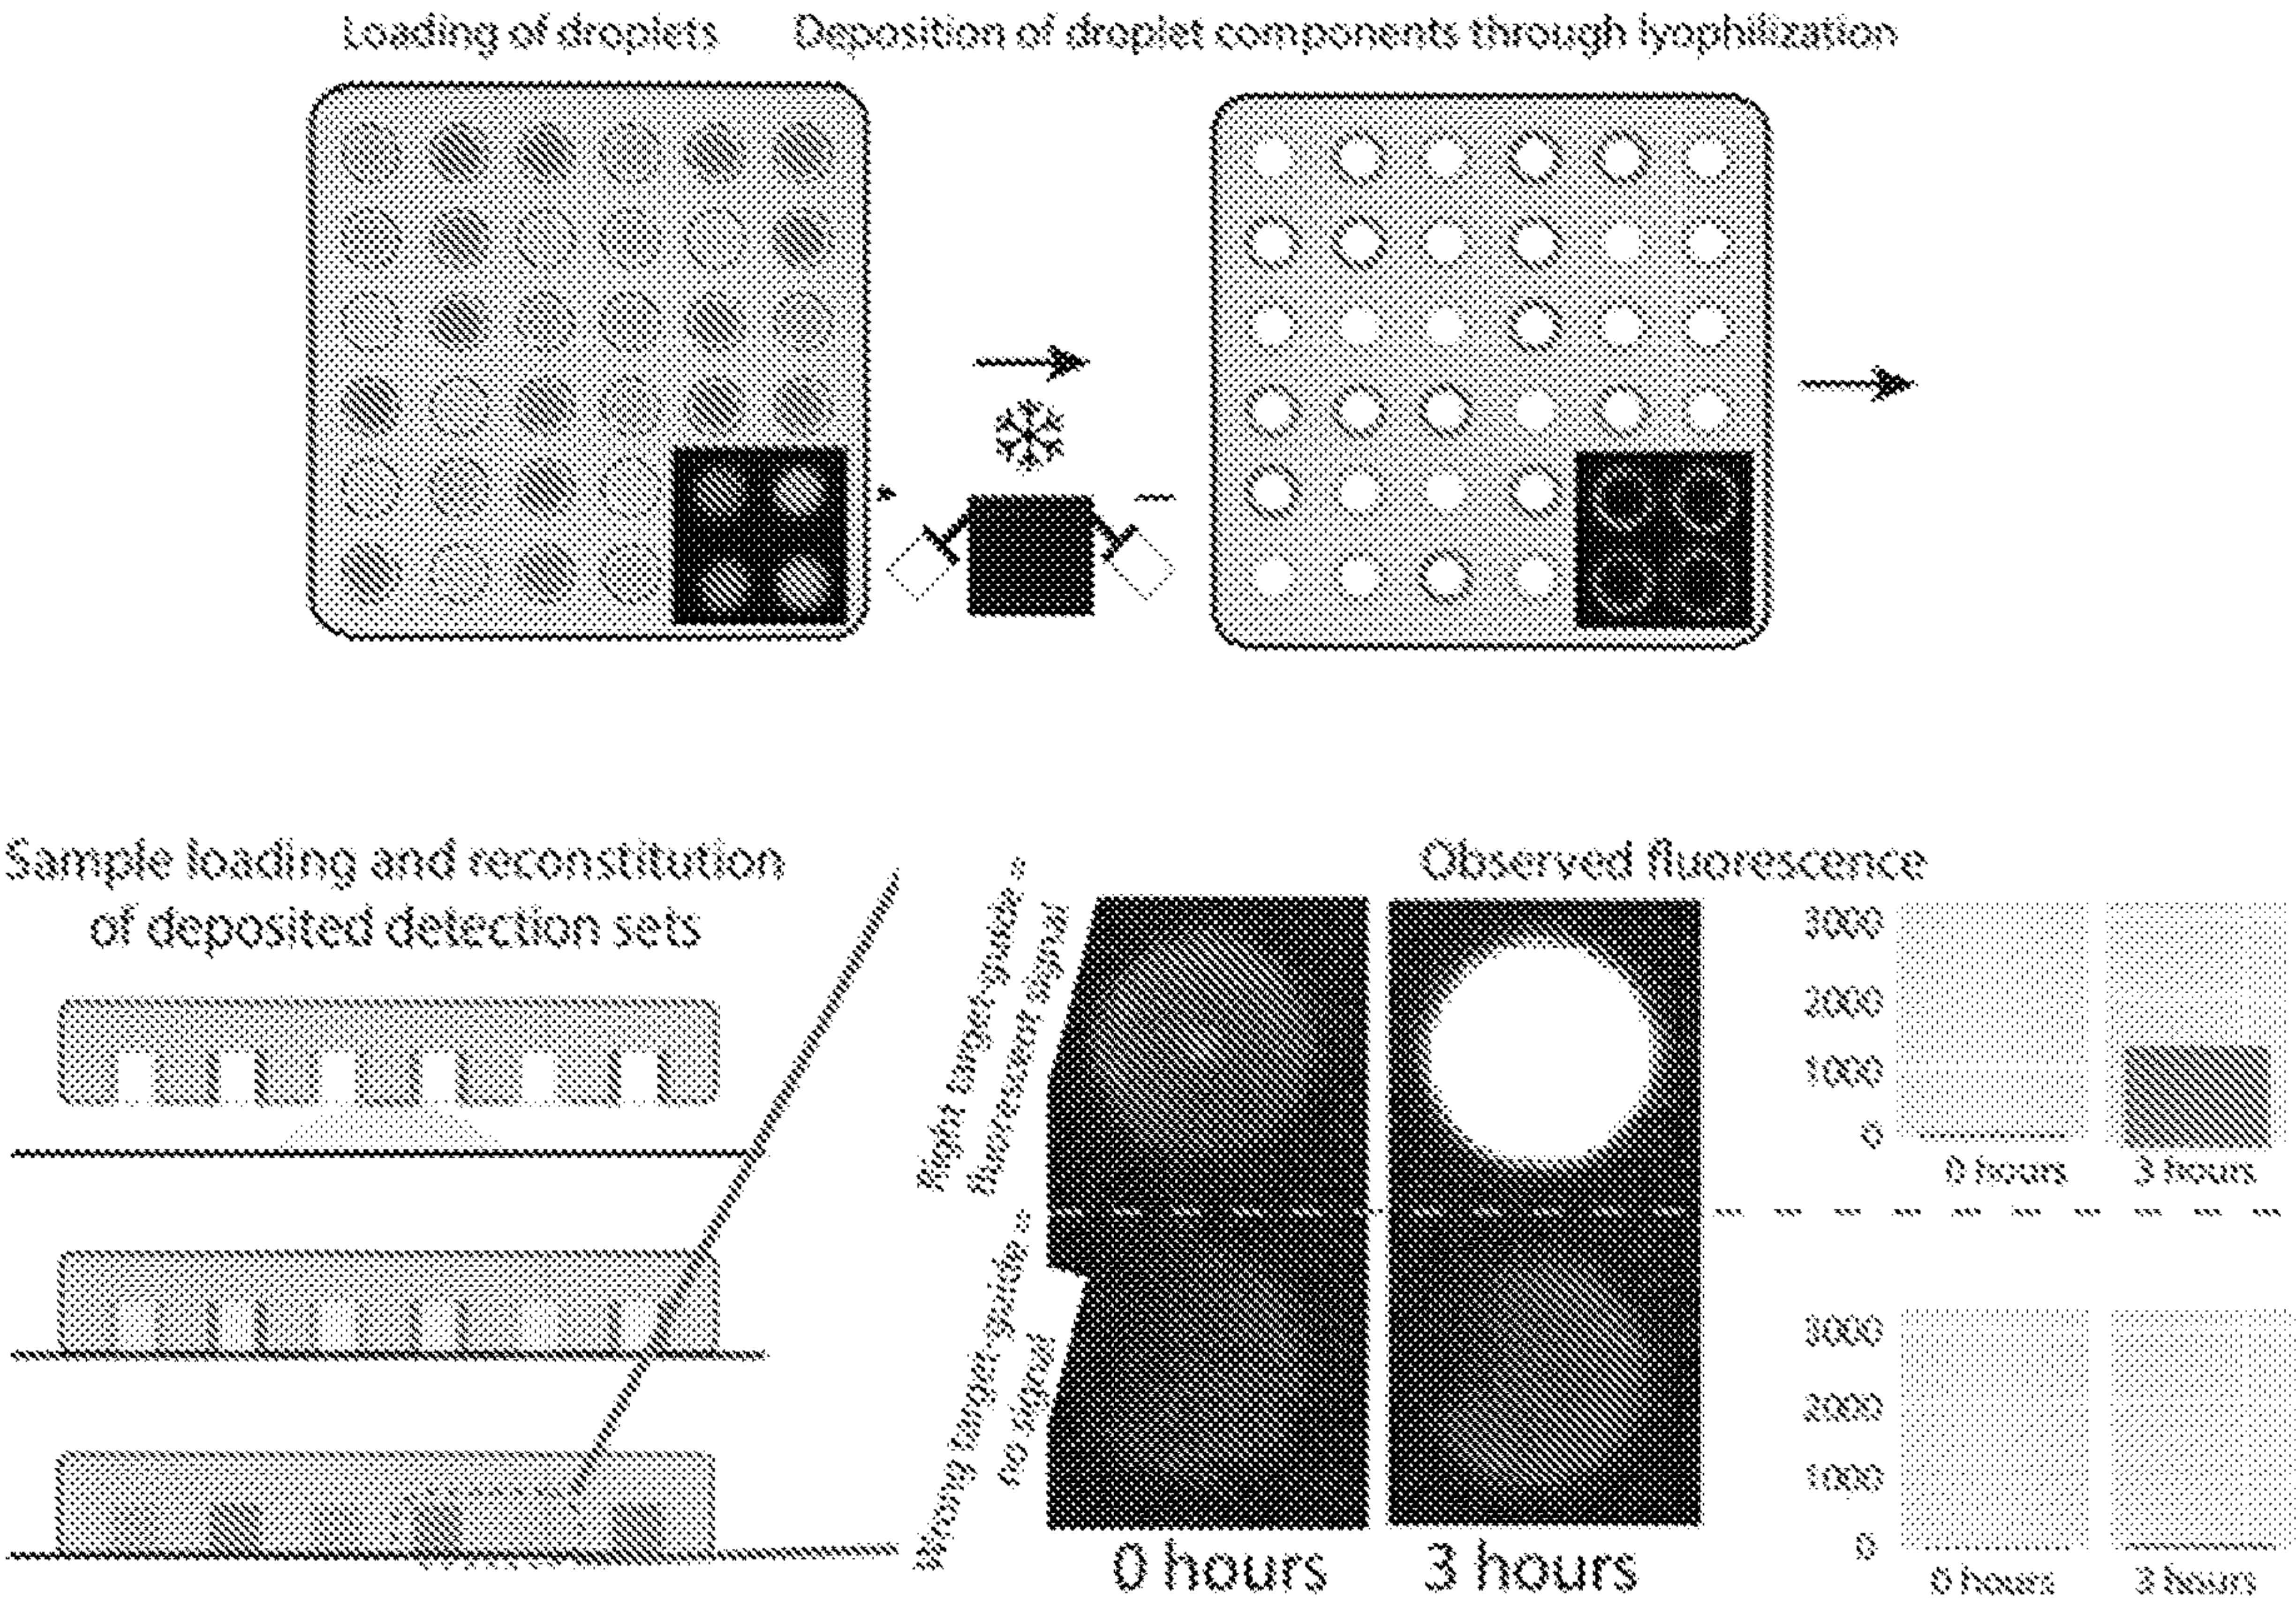 Loading of droplets
Deposition of droplet components through lyophilization
Sample loading and reconstitution
of deposited detection sets
Observed fluorescence
Right target-guide =
fluorescent signal
Wrong target-guide =
no signal
0 hours
3 hours
3000
2000
1000
0
0 hours
3 hours
3000
2000
1000
0
0 hours
3 hours